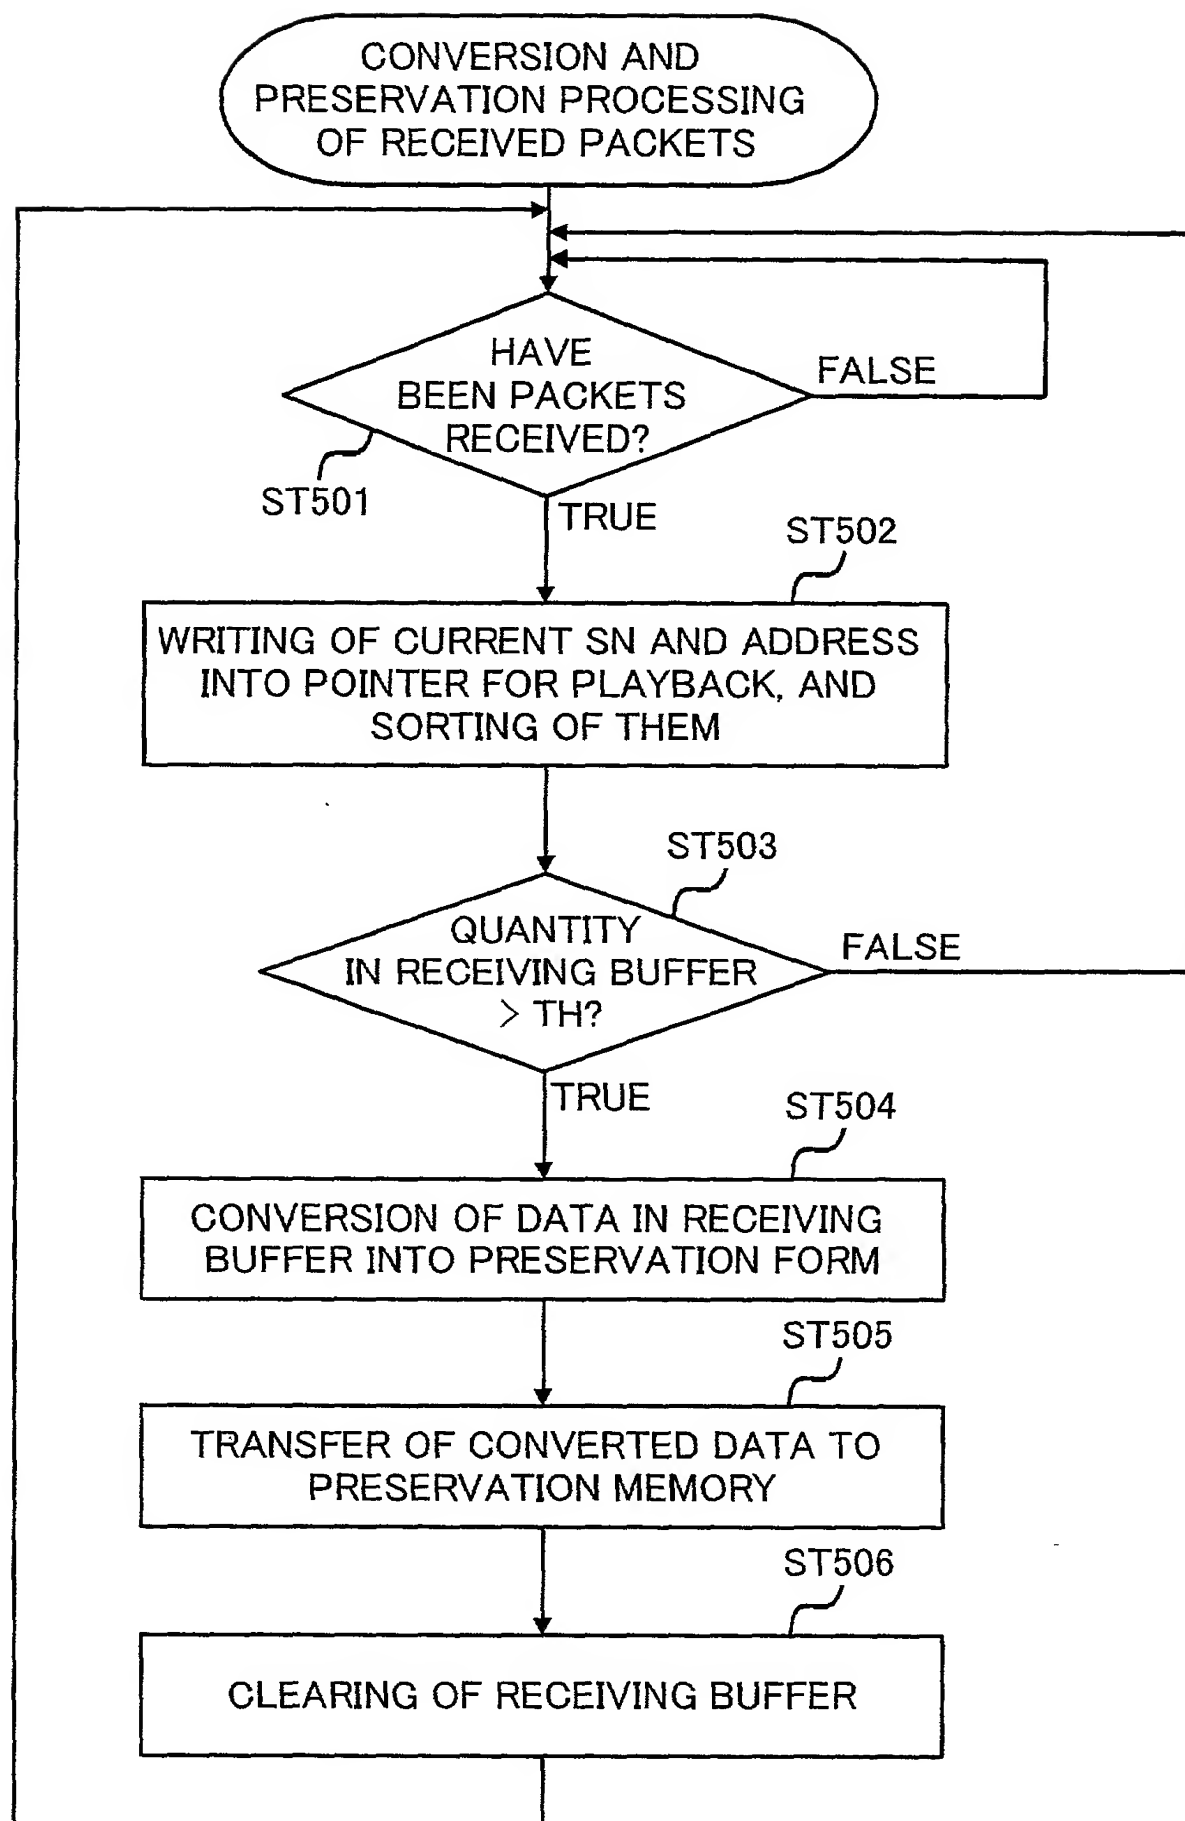 CONVERSION AND
PRESERVATION PROCESSING
OF RECEIVED PACKETS
HAVE
BEEN PACKETS
RECEIVED?
FALSE
ST501
TRUE
ST502
WRITING OF CURRENT SN AND ADDRESS
INTO POINTER FOR PLAYBACK, AND
SORTING OF THEM
ST503
QUANTITY
IN RECEIVING BUFFER
> TH?
FALSE
TRUE
ST504
CONVERSION OF DATA IN RECEIVING
BUFFER INTO PRESERVATION FORM
ST505
TRANSFER OF CONVERTED DATA TO
PRESERVATION MEMORY
ST506
CLEARING OF RECEIVING BUFFER